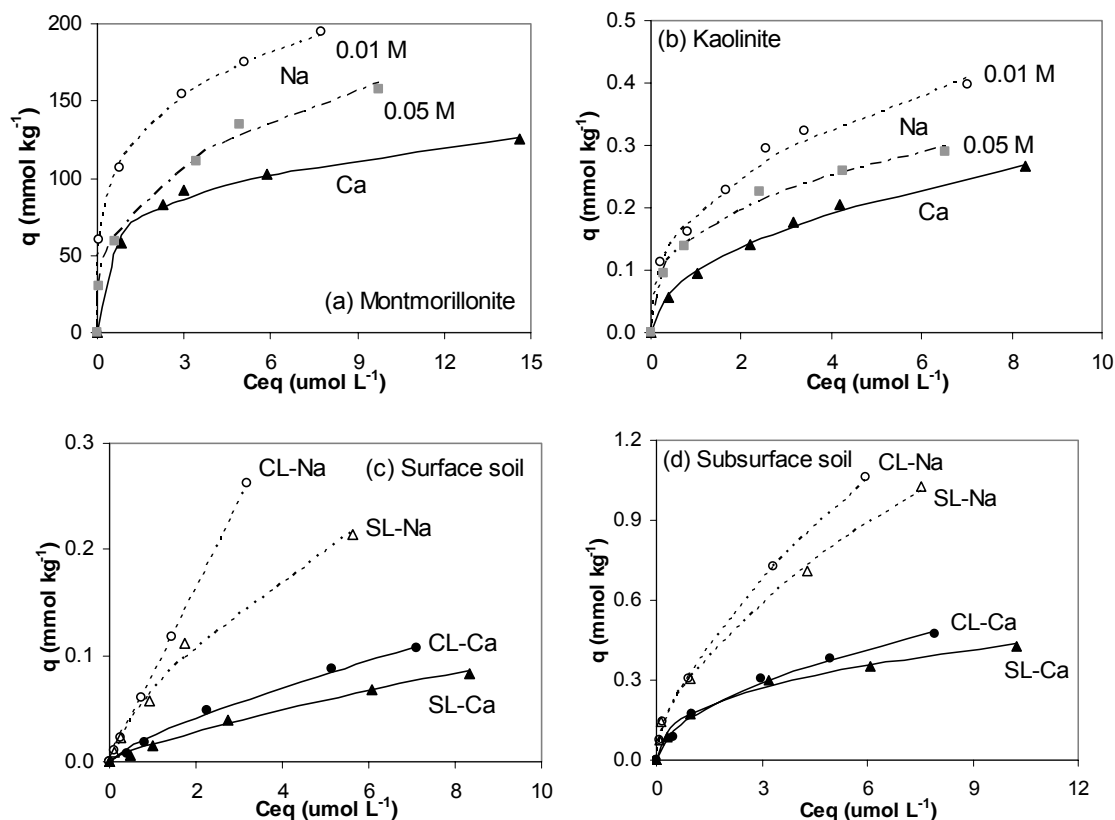 q (mmol kg⁻¹)
200
150
100
50
0
0.01 M
Na
0.05 M
Ca
(a) Montmorillonite
0 3 6 9 12 15
Ceq (umol L⁻¹)
q (mmol kg⁻¹)
0.5
0.4
0.3
0.2
0.1
0.0
(b) Kaolinite
0.01 M
Na
0.05 M
Ca
0 2 4 6 8 10
Ceq (umol L⁻¹)
q (mmol kg⁻¹)
0.3
0.2
0.1
0.0
CL-Na
(c) Surface soil
SL-Na
CL-Ca
SL-Ca
0 2 4 6 8 10
Ceq (umol L⁻¹)
q (mmol kg⁻¹)
1.2
0.9
0.6
0.3
0.0
(d) Subsurface soil
CL-Na
SL-Na
CL-Ca
SL-Ca
0 3 6 9 12
Ceq (umol L⁻¹)